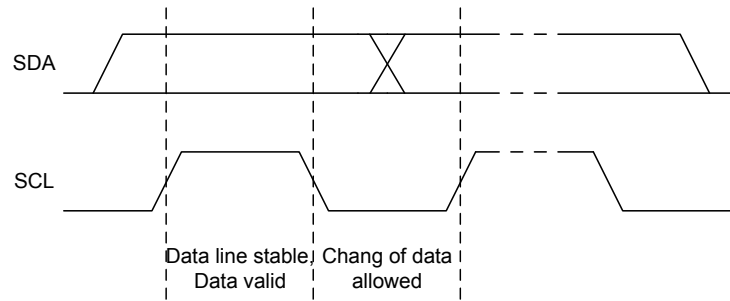 SDA
SCL
Data line stable,
Data valid
Chang of data
allowed